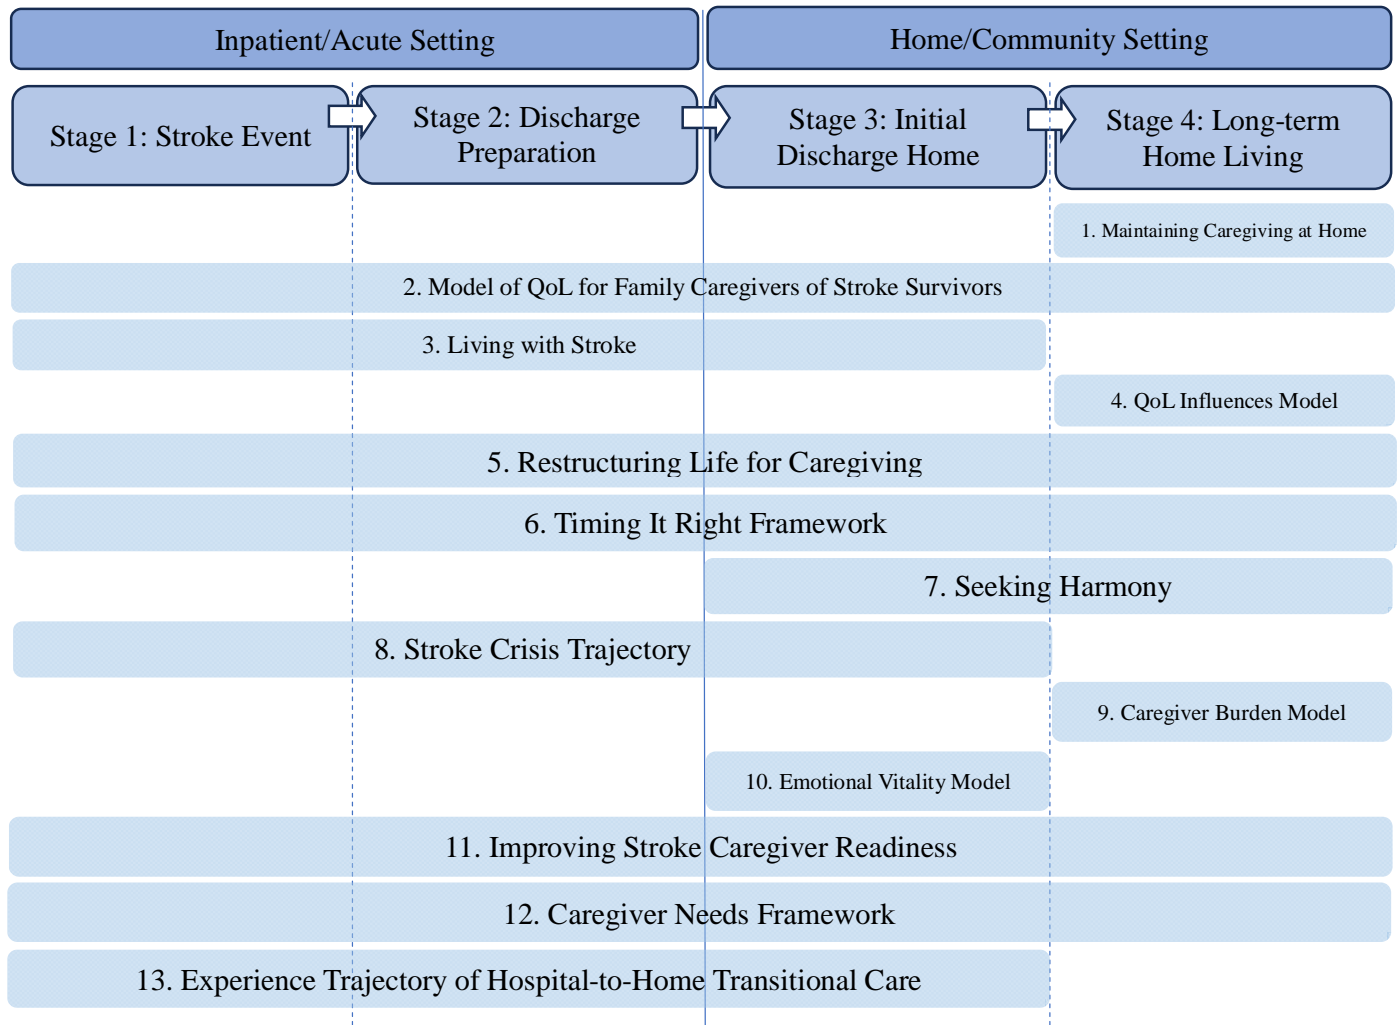 Inpatient/Acute Setting
Home/Community Setting
Stage 1: Stroke Event
Stage 2: Discharge
Preparation
Stage 3: Initial
Discharge Home
Stage 4: Long-term
Home Living
1. Maintaining Caregiving at Home
2. Model of QoL for Family Caregivers of Stroke Survivors
3. Living with Stroke
4. QoL Influences Model
5. Restructuring Life for Caregiving
6. Timing It Right Framework
7. Seeking Harmony
8. Stroke Crisis Trajectory
9. Caregiver Burden Model
10. Emotional Vitality Model
11. Improving Stroke Caregiver Readiness
12. Caregiver Needs Framework
13. Experience Trajectory of Hospital-to-Home Transitional Care